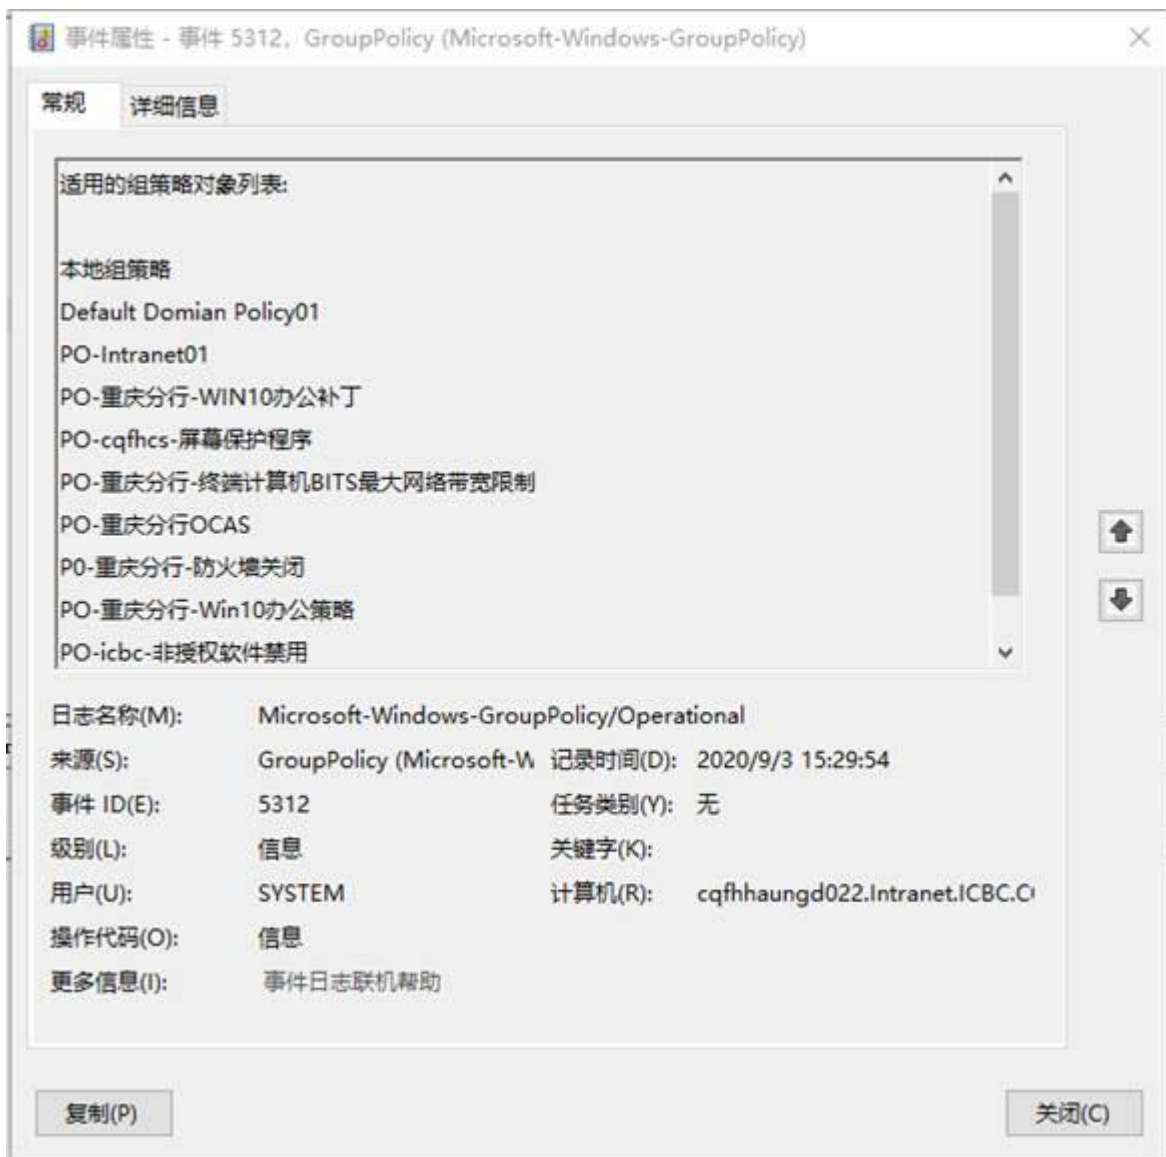 事件属性 - 事件 5312，GroupPolicy (Microsoft-Windows-GroupPolicy)
常规 详细信息
适用的组策略对象列表:
本地组策略
Default Domian Policy01
PO-Intranet01
PO-重庆分行-WIN10办公补丁
PO-cqfhcs-屏幕保护程序
PO-重庆分行-终端计算机BITS最大网络带宽限制
PO-重庆分行OCAS
P0-重庆分行-防火墙关闭
PO-重庆分行-Win10办公策略
PO-icbc-非授权软件禁用
日志名称(M): Microsoft-Windows-GroupPolicy/Operational
来源(S): GroupPolicy (Microsoft-W 记录时间(D): 2020/9/3 15:29:54
事件 ID(E): 5312 任务类别(Y): 无
级别(L): 信息 关键字(K):
用户(U): SYSTEM 计算机(R): cqfhhaungd022.Intranet.ICBC.C
操作代码(O): 信息
更多信息(I): 事件日志联机帮助
复制(P) 关闭(C)